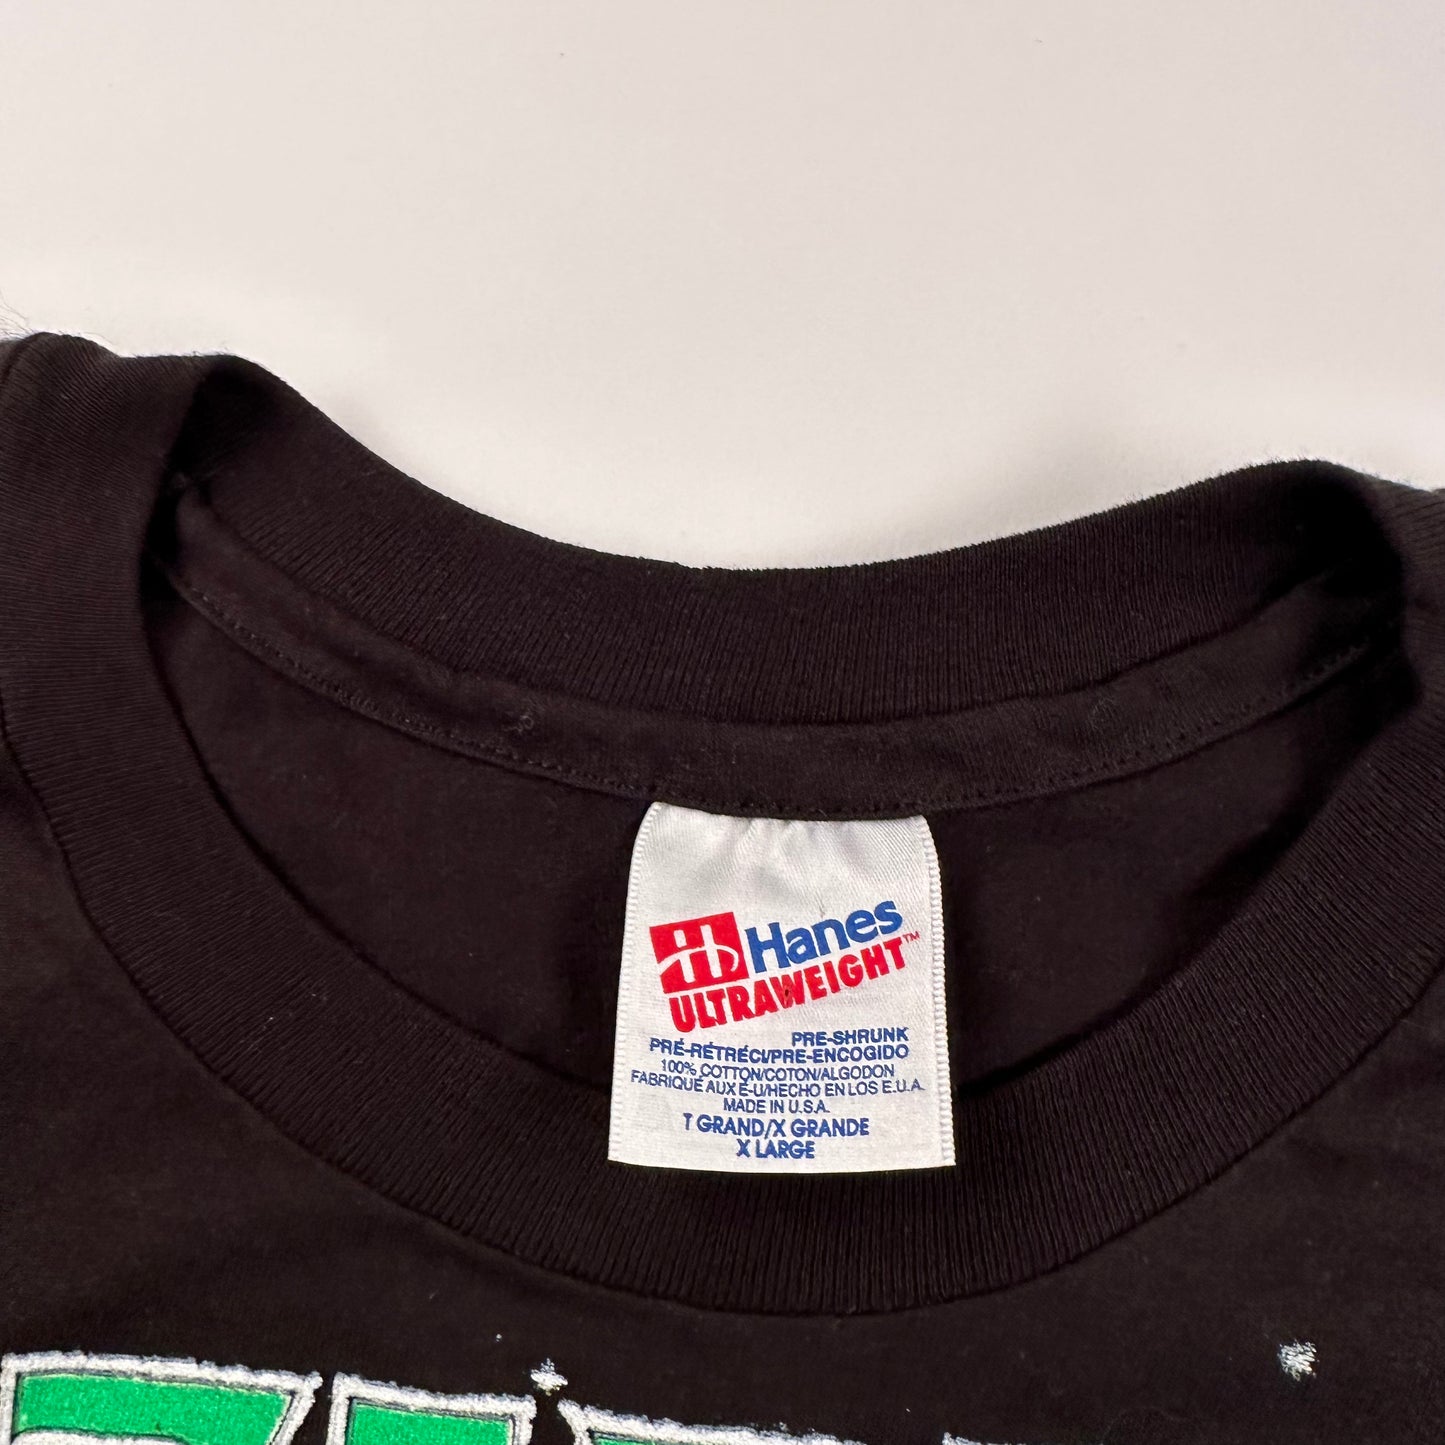 Hanes
ULTRAWEIGHT™
PRE-SHRUNK
PRÉ-RÉTRÉCI/PRE-ENCOGIDO
100% COTTON/COTON/ALGODON
FABRIQUÉ AUX É-U/HECHO EN LOS E.U.A.
MADE IN U.S.A.
T GRAND/X GRANDE
X LARGE